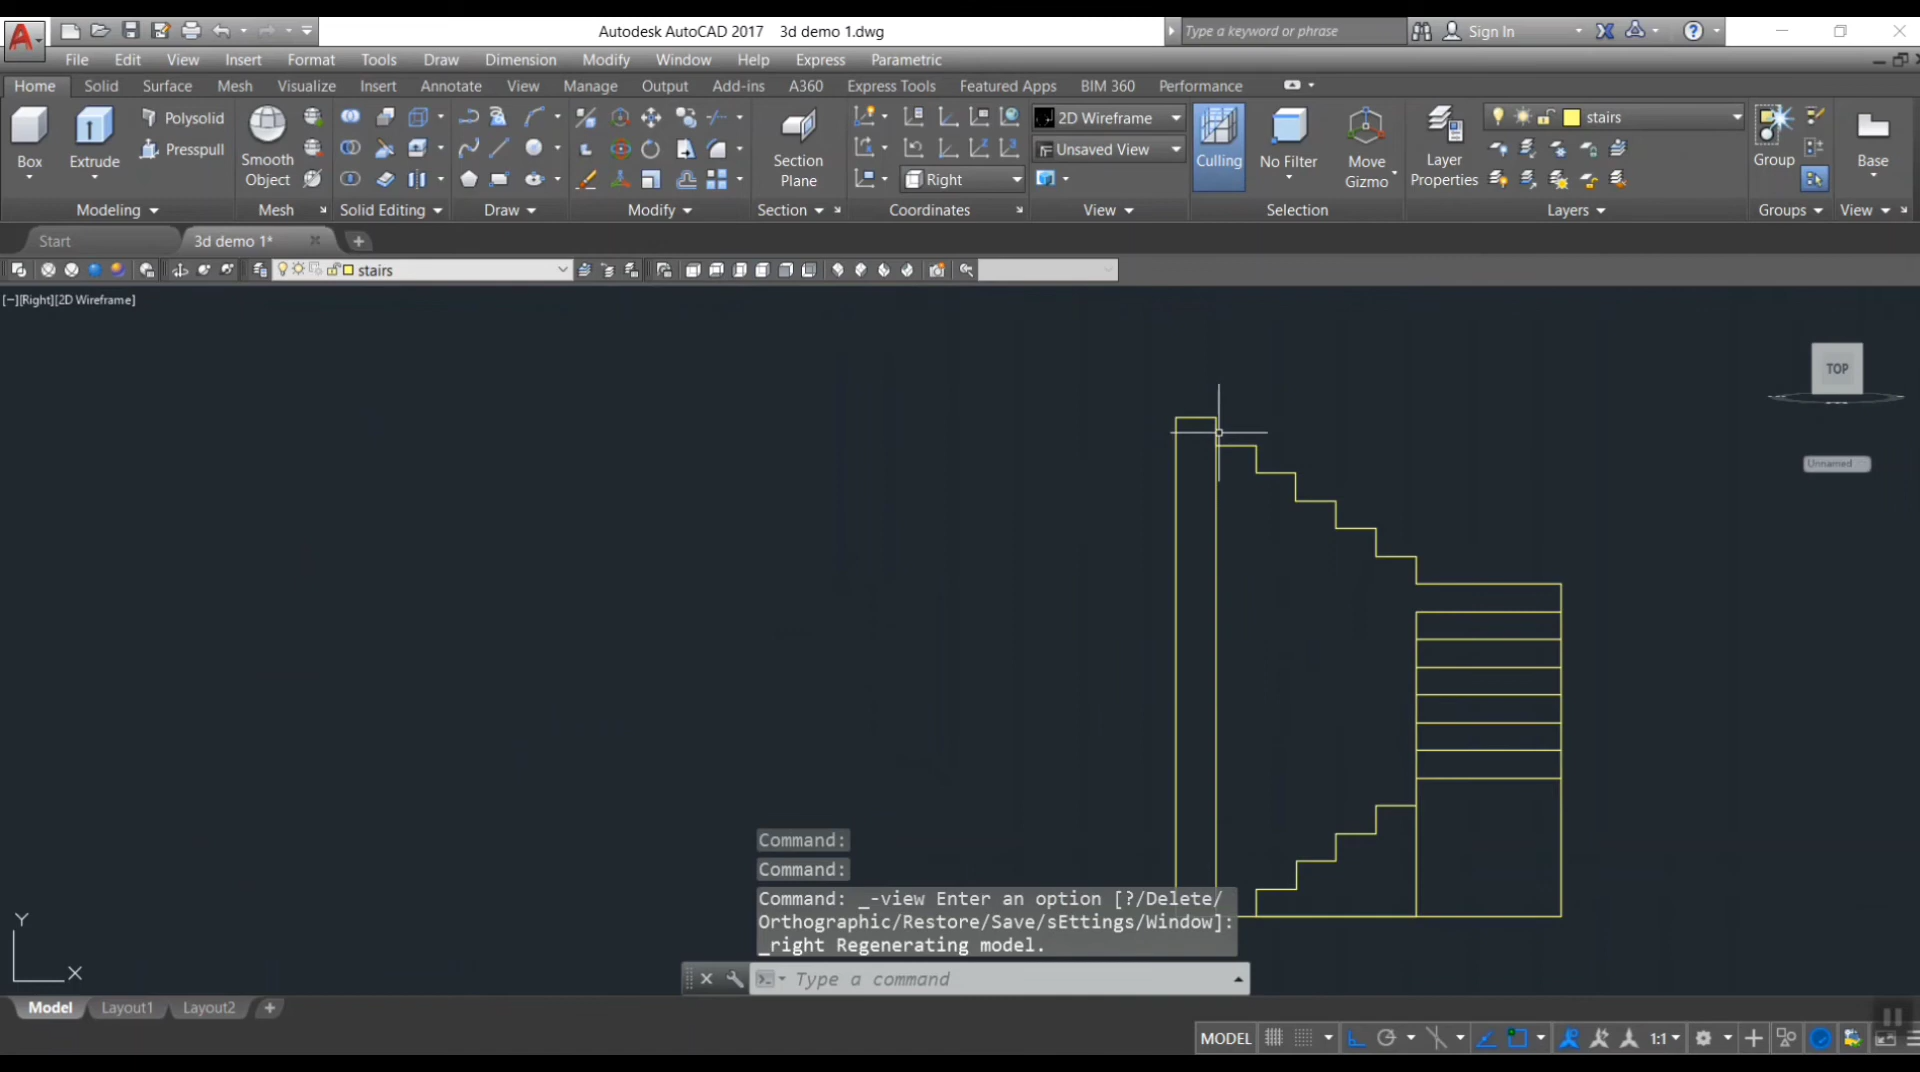 Autodesk AutoCAD 2017 3d demo 1.dwg
Type a keyword or phrase
Sign In
File Edit View Insert Format Tools Draw Dimension Modify Window Help Express Parametric
Home Solid Surface Mesh Visualize Insert Annotate View Manage Output Add-ins A360 Express Tools Featured Apps BIM 360 Performance
Box
Extrude
Polysolid
Presspull
Smooth
Object
Section
Plane
Right
2D Wireframe
Unsaved View
Culling
No Filter
Move
Gizmo
Layer
Properties
stairs
Group
Base
Modeling
Mesh
Solid Editing
Draw
Modify
Section
Coordinates
View
Selection
Layers
Groups
View
Start
3d demo 1*
stairs
[−][Right][2D Wireframe]
TOP
Unnamed
Command:
Command:
Command: _-view Enter an option [?/Delete/
Orthographic/Restore/Save/sEttings/Window]:
_right Regenerating model.
Y
X
Type a command
Model Layout1 Layout2
MODEL
1:1